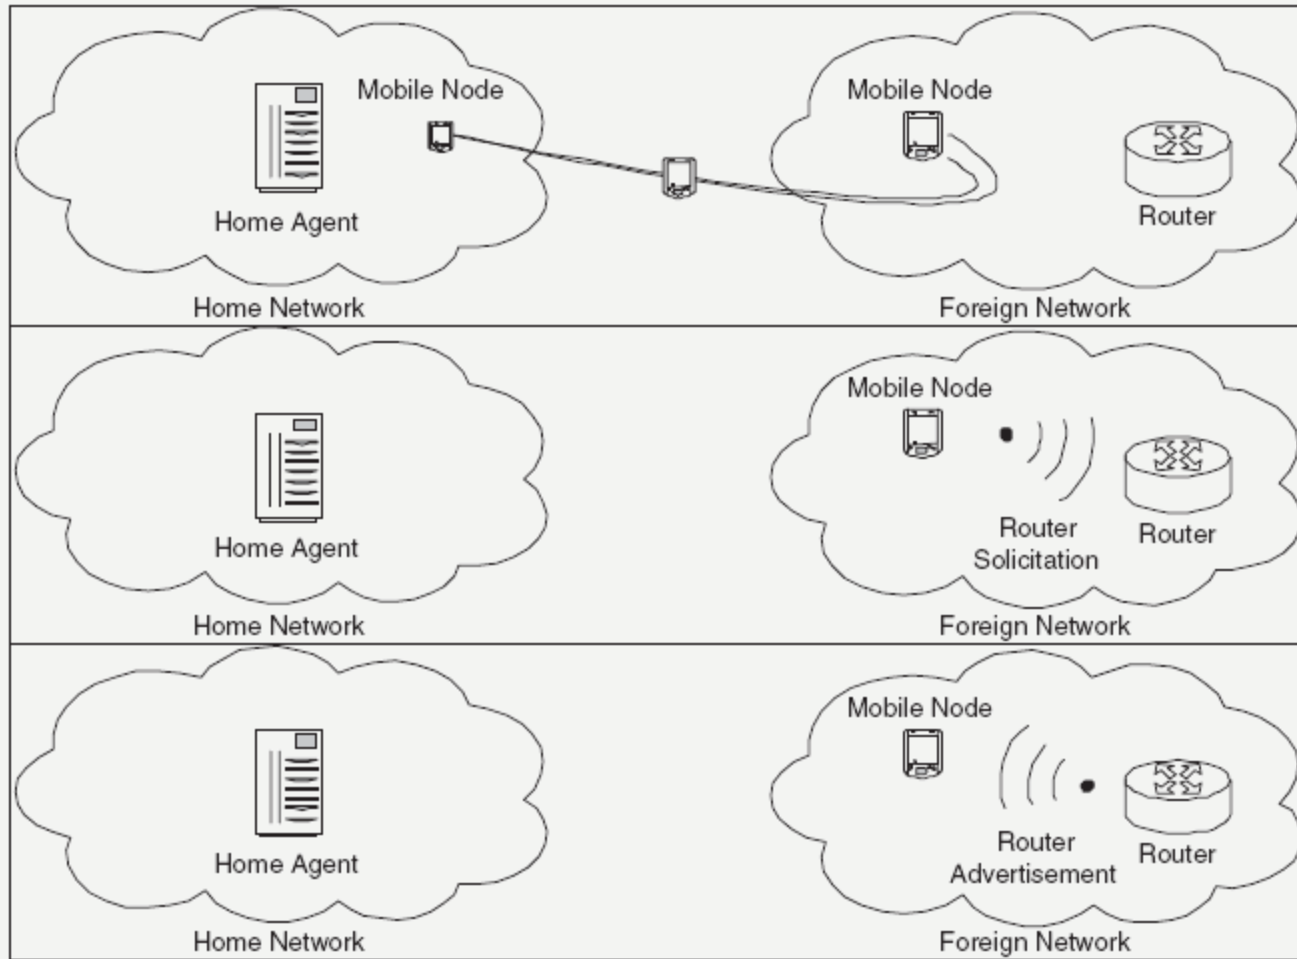 Mobile Node
Mobile Node
Home Agent
Router
Home Network
Foreign Network
Mobile Node
Home Agent
Router
Solicitation
Router
Home Network
Foreign Network
Mobile Node
Home Agent
Router
Advertisement
Router
Home Network
Foreign Network